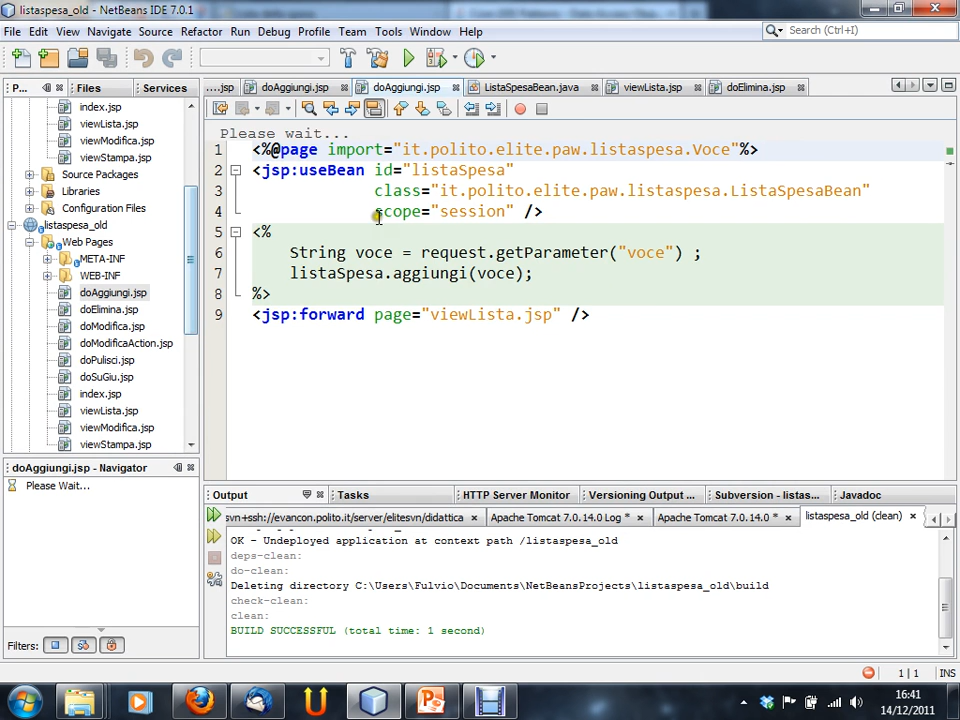 listaspesa_old - NetBeans IDE 7.0.1
File Edit View Navigate Source Refactor Run Debug Profile Team Tools Window Help
Search (Ctrl+I)
P... Files Services
....jsp doAggiungi.jsp doAggiungi.jsp ListaSpesaBean.java viewLista.jsp doElimina.jsp
index.jsp
viewLista.jsp
viewModifica.jsp
viewStampa.jsp
Source Packages
Libraries
Configuration Files
listaspesa_old
Web Pages
META-INF
WEB-INF
doAggiungi.jsp
doElimina.jsp
doModifica.jsp
doModificaAction.jsp
doPulisci.jsp
doSuGiu.jsp
index.jsp
viewLista.jsp
viewModifica.jsp
viewStampa.jsp
Please wait...
1 <%@page import="it.polito.elite.paw.listaspesa.Voce"%>
2 <jsp:useBean id="listaSpesa"
3 class="it.polito.elite.paw.listaspesa.ListaSpesaBean"
4 scope="session" />
5 <%
6 String voce = request.getParameter("voce") ;
7 listaSpesa.aggiungi(voce);
8 %>
9 <jsp:forward page="viewLista.jsp" />
doAggiungi.jsp - Navigator
Please Wait...
Filters:
Output Tasks HTTP Server Monitor Versioning Output ... Subversion - listas... Javadoc
svn+ssh://evancon.polito.it/server/elitesvn/didattica Apache Tomcat 7.0.14.0 Log * Apache Tomcat 7.0.14.0 * listaspesa_old (clean)
OK - Undeployed application at context path /listaspesa_old
deps-clean:
do-clean:
Deleting directory C:\Users\Fulvio\Documents\NetBeansProjects\listaspesa_old\build
check-clean:
clean:
BUILD SUCCESSFUL (total time: 1 second)
1 | 1 INS
16:41
14/12/2011